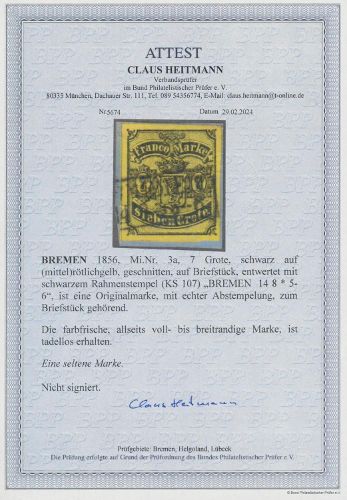 ATTEST
CLAUS HEITMANN
Verbandsprüfer
im Bund Philatelistischer Prüfer e. V.
80335 München, Dachauer Str. 111, Tel. 089 54356774, E-Mail: claus.heitmann@t-online.de
Nr. 5674 Datum 29.02.2024
Franco Marke
Sieben Grote.
BREMEN 1856, Mi.Nr. 3a, 7 Grote, schwarz auf
(mittel)rötlichgelb, geschnitten, auf Briefstück, entwertet mit
schwarzem Rahmenstempel (KS 107) „BREMEN 14 8 * 5-
6“, ist eine Originalmarke, mit echter Abstempelung, zum
Briefstück gehörend.
Die farbfrische, allseits voll- bis breitrandige Marke, ist
tadellos erhalten.
Eine seltene Marke.
Nicht signiert.
Claus Heitmann
Prüfgebiete: Bremen, Helgoland, Lübeck
Die Prüfung erfolgte auf Grund der Prüfordnung des Bundes Philatelistischer Prüfer e.V.
© Bund Philatelistischer Prüfer e.V.